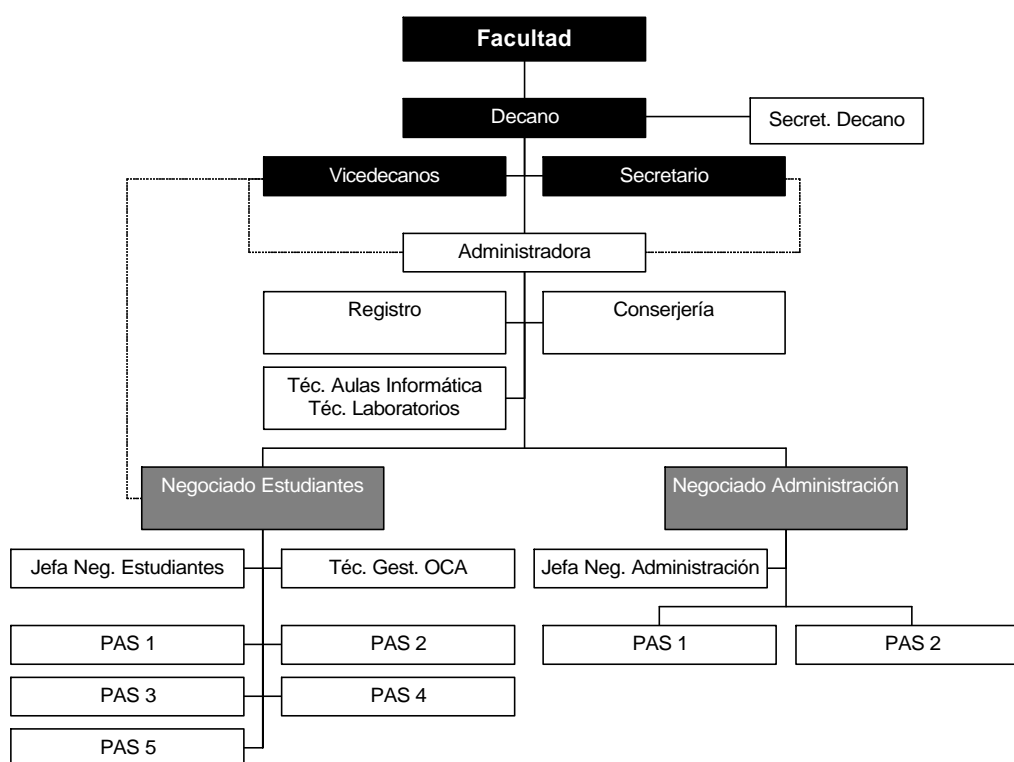 Facultad
Decano
Secret. Decano
Vicedecanos
Secretario
Administradora
Registro
Conserjería
Téc. Aulas Informática
Téc. Laboratorios
Negociado Estudiantes
Negociado Administración
Jefa Neg. Estudiantes
Téc. Gest. OCA
Jefa Neg. Administración
PAS 1
PAS 2
PAS 1
PAS 2
PAS 3
PAS 4
PAS 5